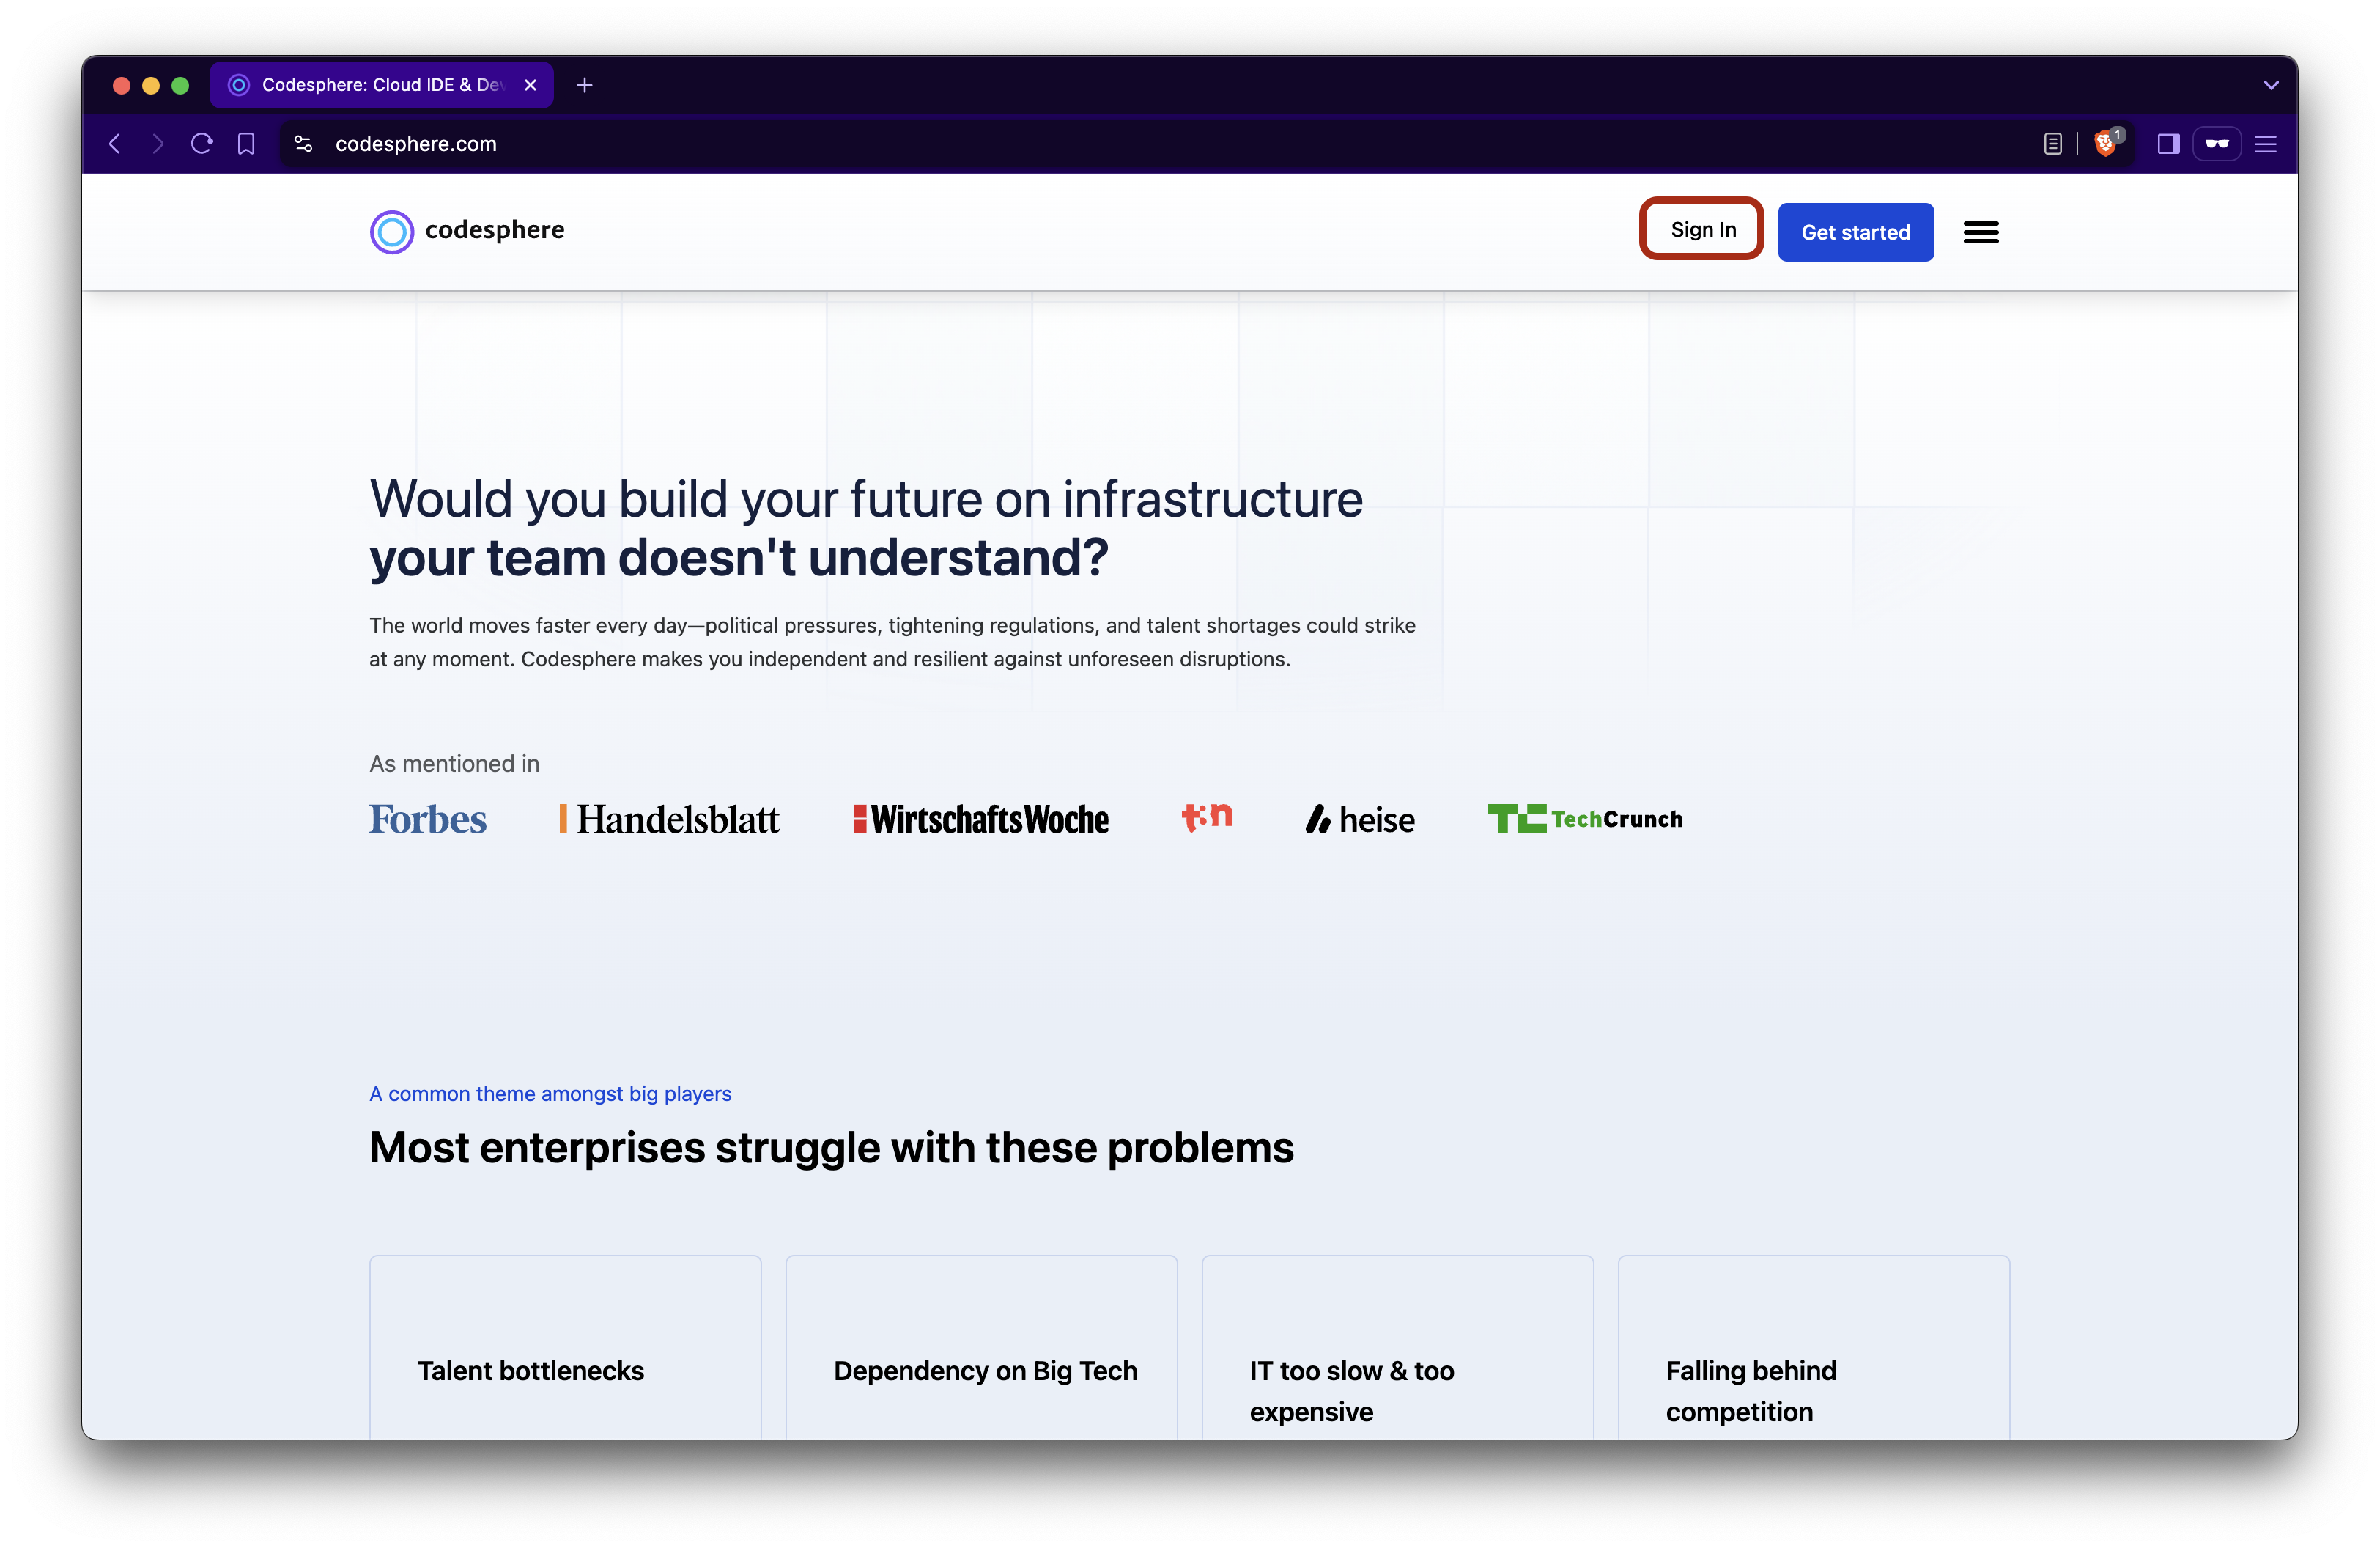 Codesphere: Cloud IDE & Dev
codesphere.com
1
codesphere
Sign In
Get started
Would you build your future on infrastructure
your team doesn't understand?
The world moves faster every day—political pressures, tightening regulations, and talent shortages could strike
at any moment. Codesphere makes you independent and resilient against unforeseen disruptions.
As mentioned in
Forbes
Handelsblatt
WirtschaftsWoche
t3n
heise
TC TechCrunch
A common theme amongst big players
Most enterprises struggle with these problems
Talent bottlenecks
Dependency on Big Tech
IT too slow & too
expensive
Falling behind
competition